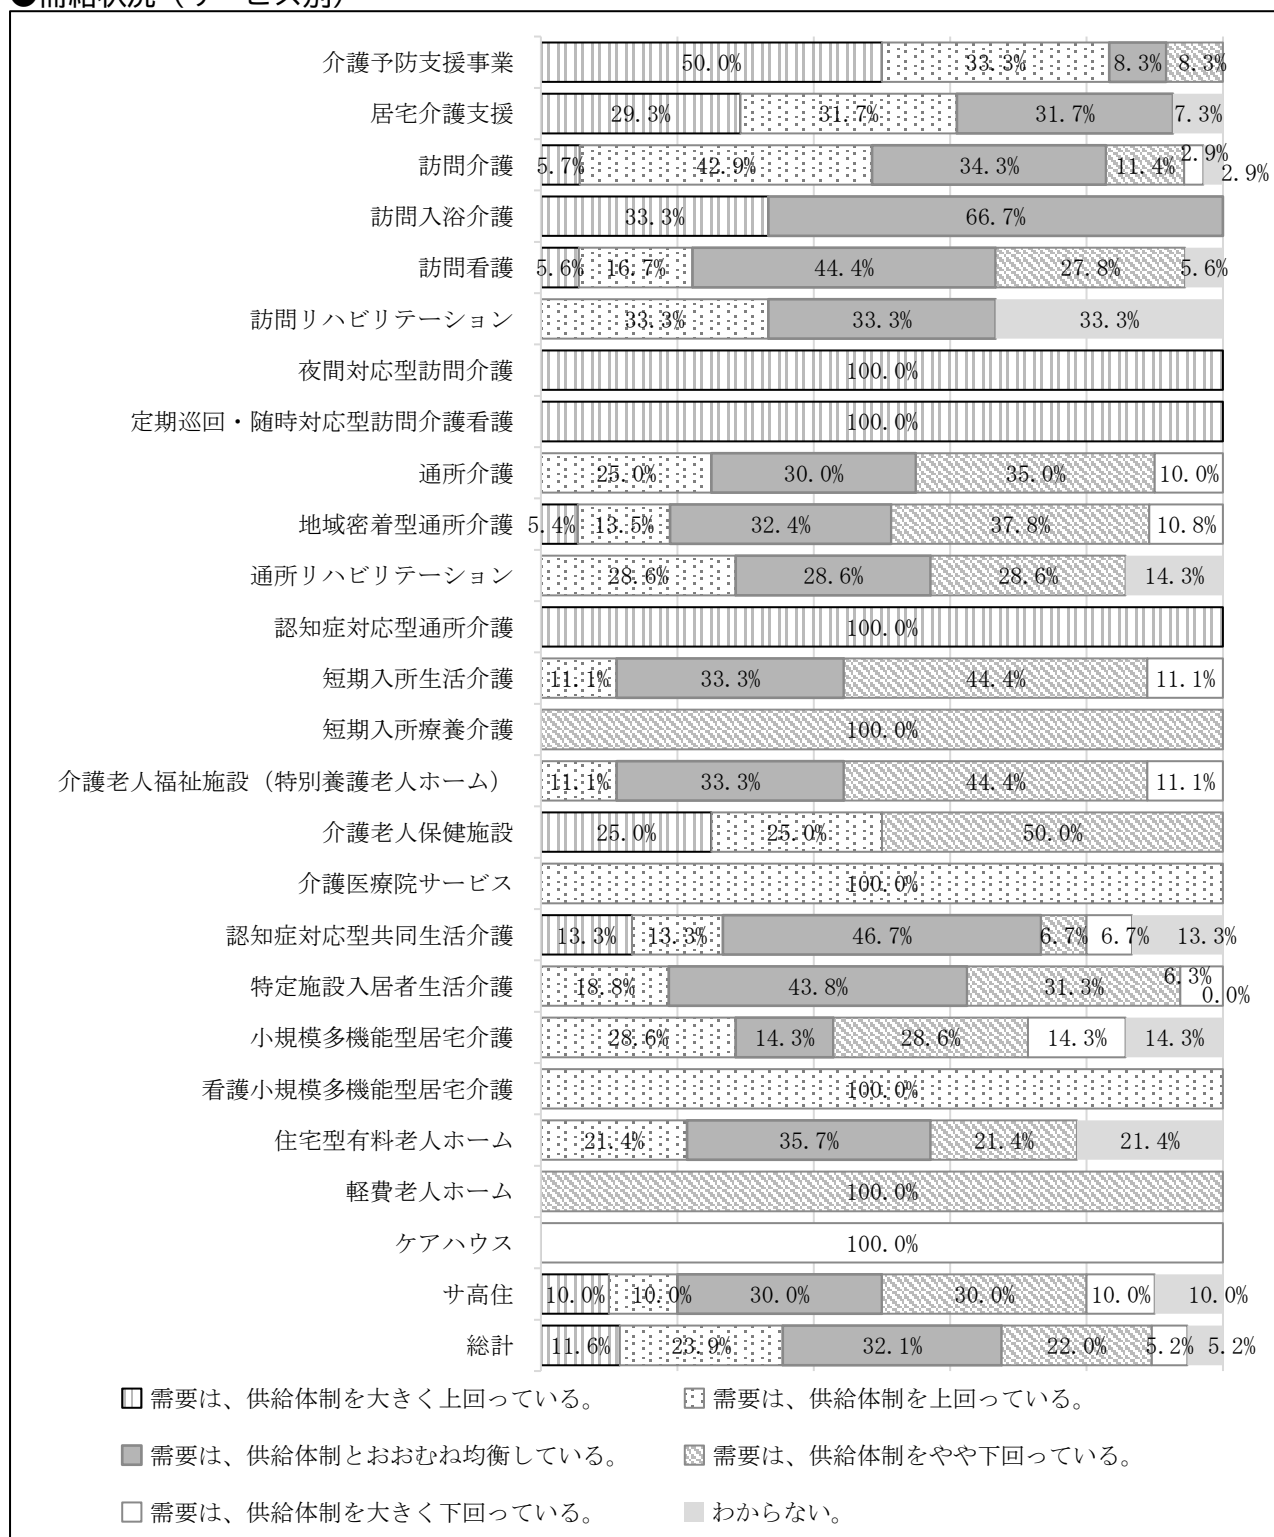 ●需給状況（サービス別）
介護予防支援事業 50.0% 33.3% 8.3% 8.3%
居宅介護支援 29.3% 31.7% 31.7% 7.3%
訪問介護 5.7% 42.9% 34.3% 11.4% 2.9% 2.9%
訪問入浴介護 33.3% 66.7%
訪問看護 5.6% 16.7% 44.4% 27.8% 5.6%
訪問リハビリテーション 33.3% 33.3% 33.3%
夜間対応型訪問介護 100.0%
定期巡回・随時対応型訪問介護看護 100.0%
通所介護 25.0% 30.0% 35.0% 10.0%
地域密着型通所介護 5.4% 13.5% 32.4% 37.8% 10.8%
通所リハビリテーション 28.6% 28.6% 28.6% 14.3%
認知症対応型通所介護 100.0%
短期入所生活介護 11.1% 33.3% 44.4% 11.1%
短期入所療養介護 100.0%
介護老人福祉施設（特別養護老人ホーム） 11.1% 33.3% 44.4% 11.1%
介護老人保健施設 25.0% 25.0% 50.0%
介護医療院サービス 100.0%
認知症対応型共同生活介護 13.3% 13.3% 46.7% 6.7% 6.7% 13.3%
特定施設入居者生活介護 18.8% 43.8% 31.3% 6.3% 0.0%
小規模多機能型居宅介護 28.6% 14.3% 28.6% 14.3% 14.3%
看護小規模多機能型居宅介護 100.0%
住宅型有料老人ホーム 21.4% 35.7% 21.4% 21.4%
軽費老人ホーム 100.0%
ケアハウス 100.0%
サ高住 10.0% 10.0% 30.0% 30.0% 10.0% 10.0%
総計 11.6% 23.9% 32.1% 22.0% 5.2% 5.2%
需要は、供給体制を大きく上回っている。 需要は、供給体制を上回っている。
需要は、供給体制とおおむね均衡している。 需要は、供給体制をやや下回っている。
需要は、供給体制を大きく下回っている。 わからない。